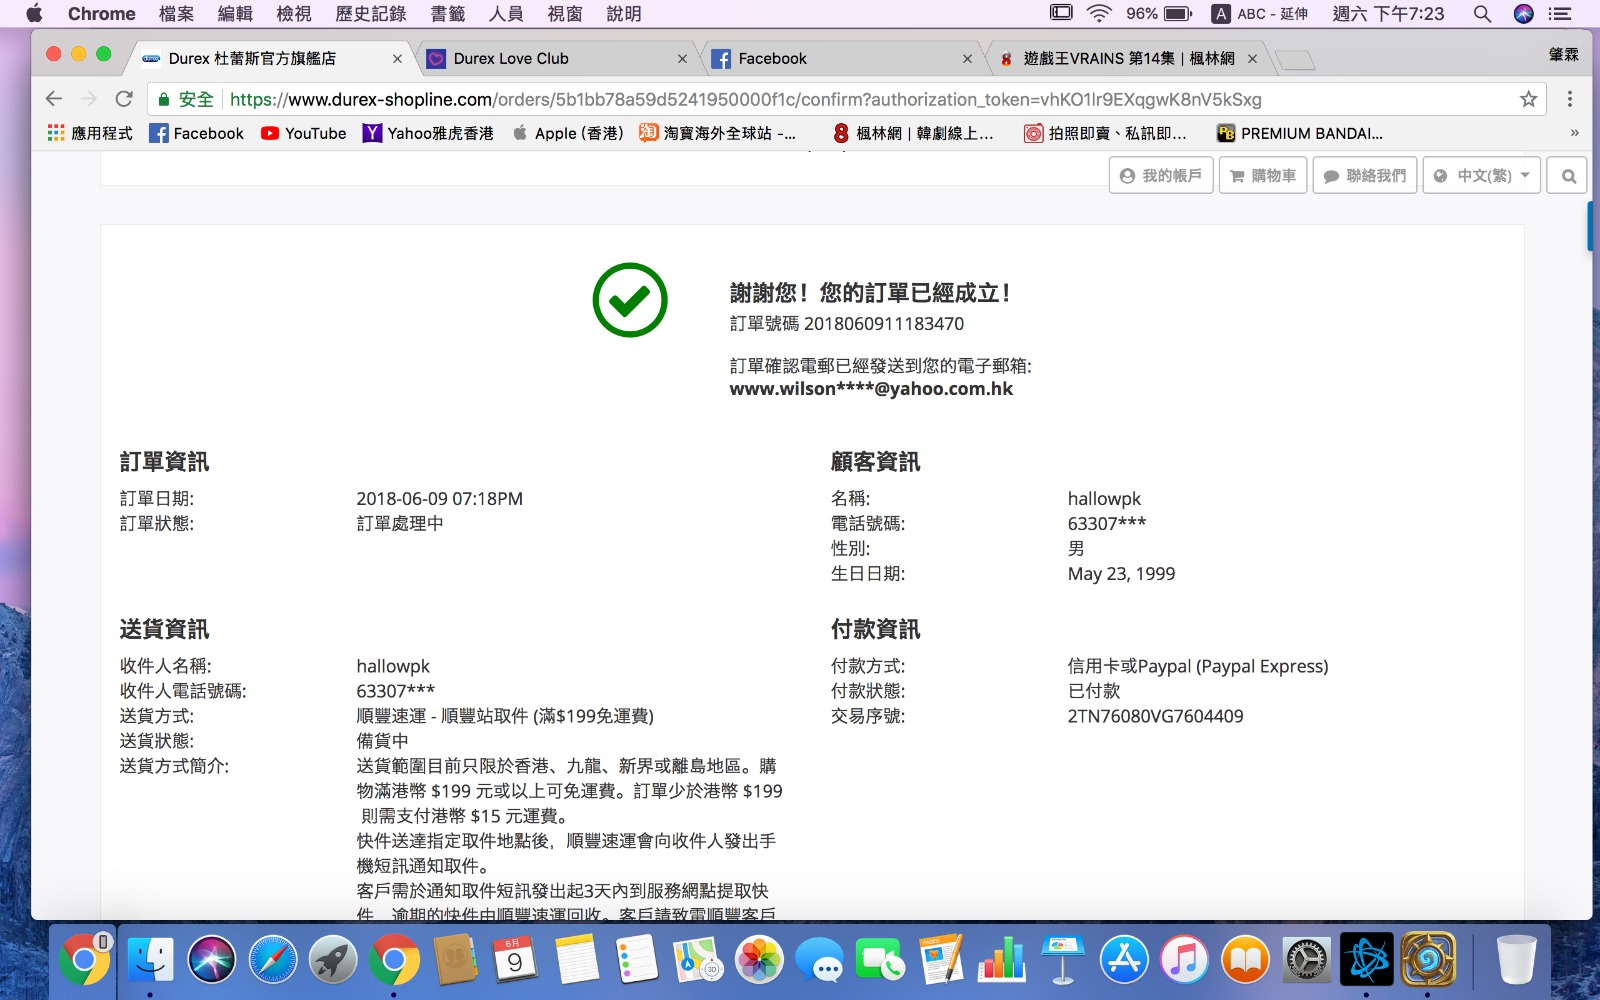 Chrome 檔案 編輯 檢視 歷史記錄 書籤 人員 視窗 說明 96% A ABC - 延伸 週六 下午7:23
Durex 杜蕾斯官方旗艦店 Durex Love Club Facebook 遊戲王VRAINS 第14集 | 楓林網 肇霖
安全 https://www.durex-shopline.com/orders/5b1bb78a59d5241950000f1c/confirm?authorization_token=vhKO1lr9EXqgwK8nV5kSxg
應用程式 Facebook YouTube Yahoo雅虎香港 Apple (香港) 淘寶海外全球站 -... 楓林網 | 韓劇線上... 拍照即賣、私訊即... PREMIUM BANDAI... »
我的帳戶 購物車 聯絡我們 中文(繁)
謝謝您！您的訂單已經成立！
訂單號碼 2018060911183470
訂單確認電郵已經發送到您的電子郵箱:
www.wilson****@yahoo.com.hk
訂單資訊
訂單日期: 2018-06-09 07:18PM
訂單狀態: 訂單處理中
顧客資訊
名稱: hallowpk
電話號碼: 63307***
性別: 男
生日日期: May 23, 1999
送貨資訊
收件人名稱: hallowpk
收件人電話號碼: 63307***
送貨方式: 順豐速運 - 順豐站取件 (滿$199免運費)
送貨狀態: 備貨中
送貨方式簡介: 送貨範圍目前只限於香港、九龍、新界或離島地區。購
物滿港幣 $199 元或以上可免運費。訂單少於港幣 $199
則需支付港幣 $15 元運費。
快件送達指定取件地點後，順豐速運會向收件人發出手
機短訊通知取件。
客戶需於通知取件短訊發出起3天內到服務網點提取快
件，逾期的快件由順豐速運回收。客戶請致電順豐客戶
付款資訊
付款方式: 信用卡或Paypal (Paypal Express)
付款狀態: 已付款
交易序號: 2TN76080VG7604409
6月
9
3D